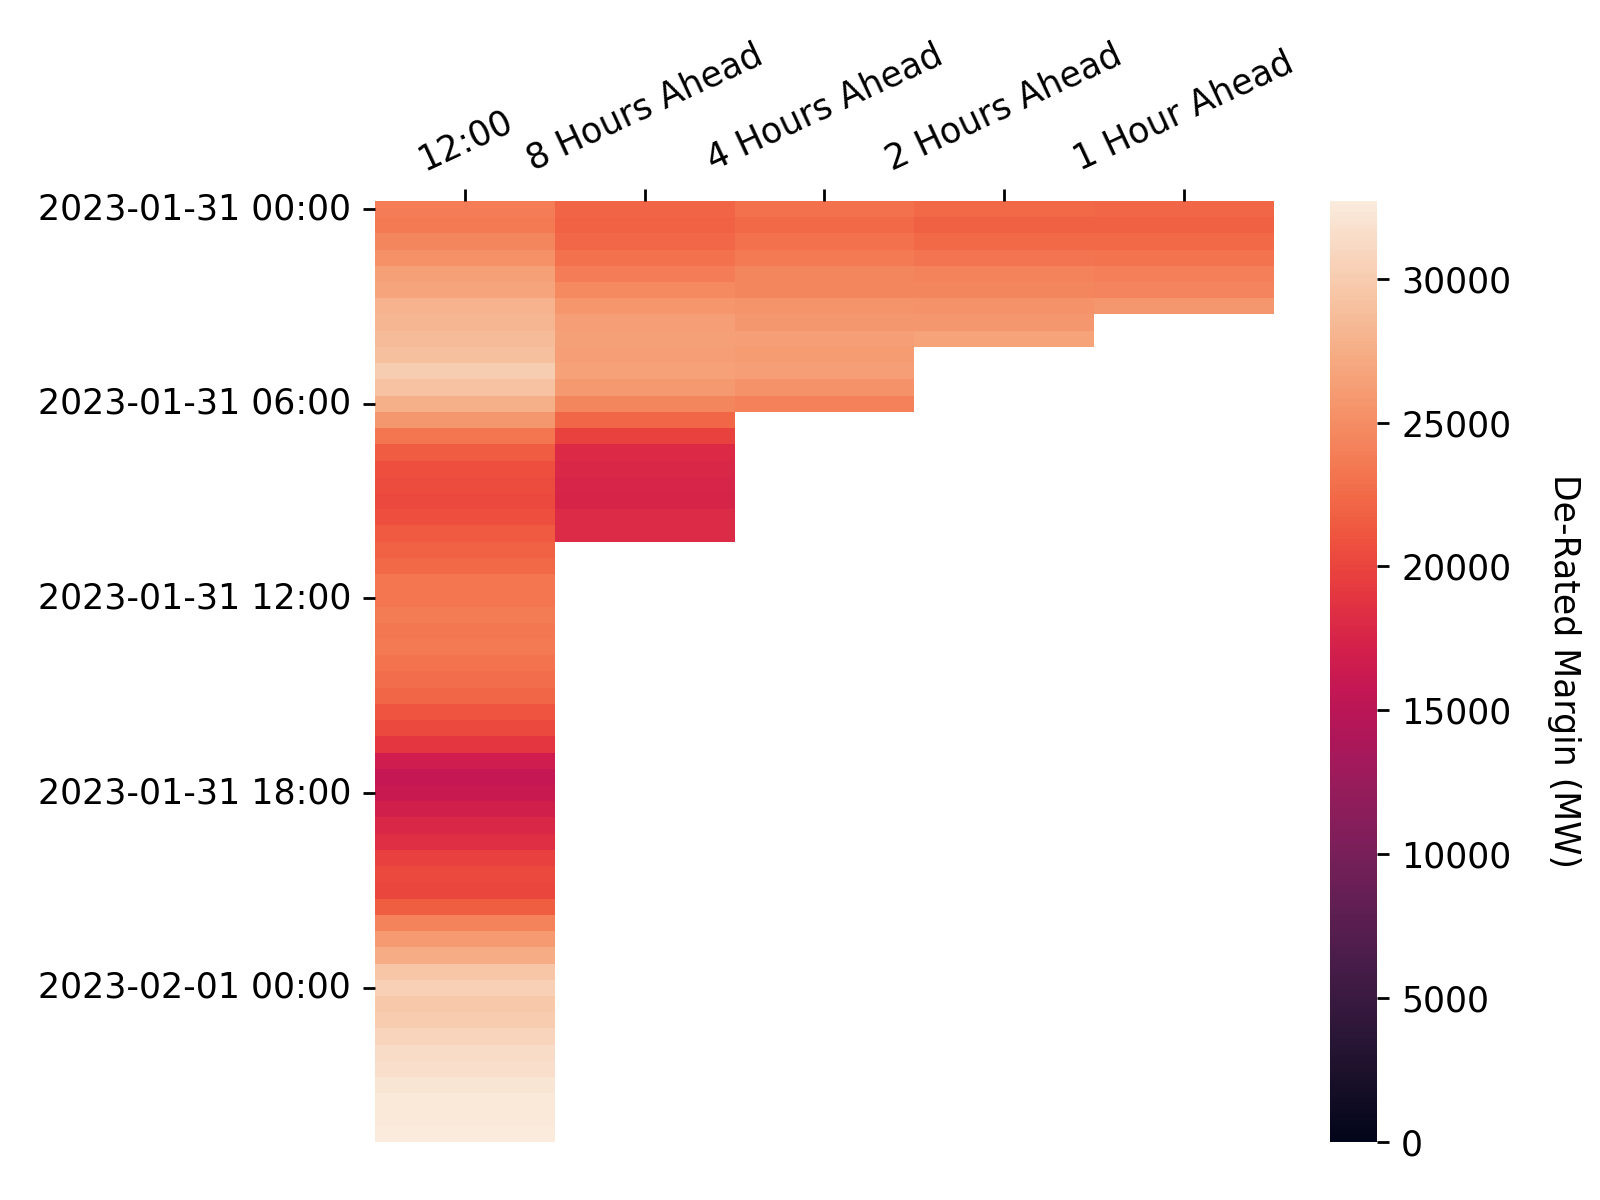 12:00
8 Hours Ahead
4 Hours Ahead
2 Hours Ahead
1 Hour Ahead
2023-01-31 00:00
2023-01-31 06:00
2023-01-31 12:00
2023-01-31 18:00
2023-02-01 00:00
30000
25000
20000
15000
10000
5000
0
De-Rated Margin (MW)